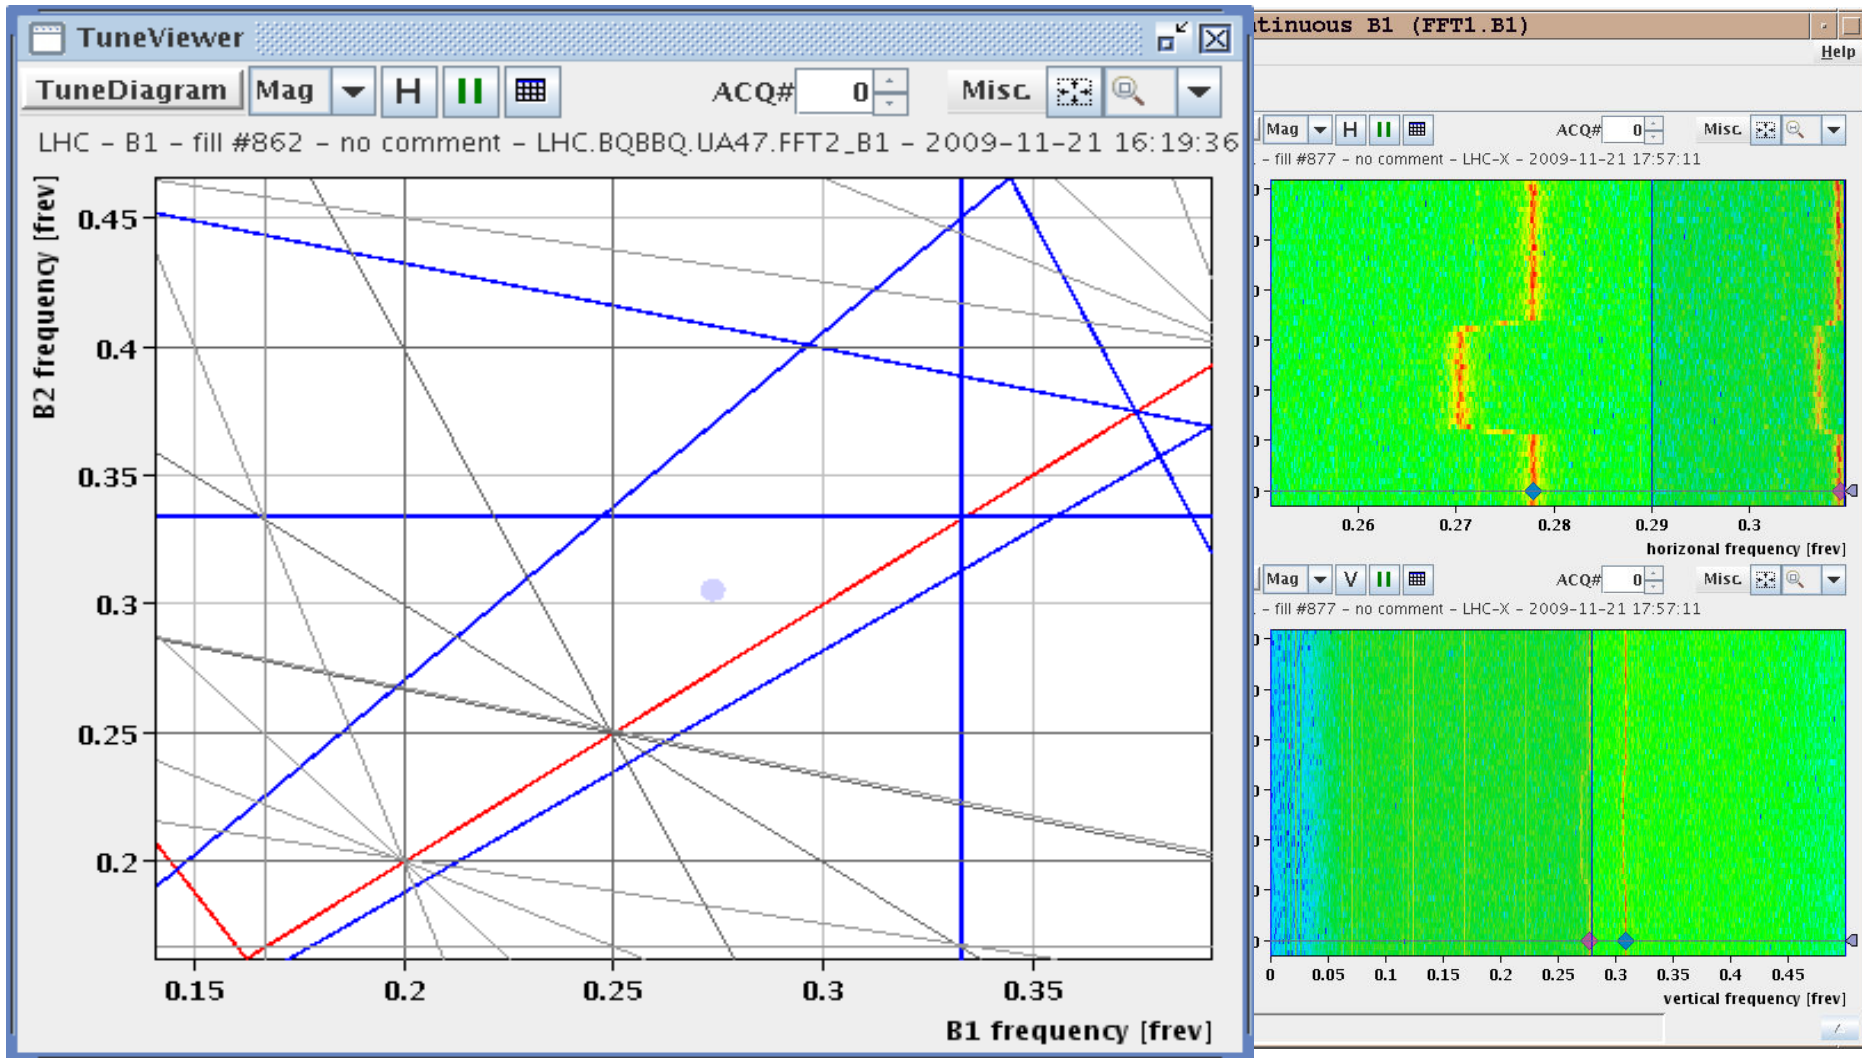 TuneViewer
TuneDiagram Mag H ACQ# 0 Misc.
LHC - B1 - fill #862 - no comment - LHC.BQBBQ.UA47.FFT2_B1 - 2009-11-21 16:19:36
B2 frequency [frev]
0.45
0.4
0.35
0.3
0.25
0.2
0.15 0.2 0.25 0.3 0.35
B1 frequency [frev]
tinuous B1 (FFT1.B1)
Help
Mag H ACQ# 0 Misc.
- fill #877 - no comment - LHC-X - 2009-11-21 17:57:11
0.26 0.27 0.28 0.29 0.3
horizonal frequency [frev]
Mag V ACQ# 0 Misc.
- fill #877 - no comment - LHC-X - 2009-11-21 17:57:11
0 0.05 0.1 0.15 0.2 0.25 0.3 0.35 0.4 0.45
vertical frequency [frev]